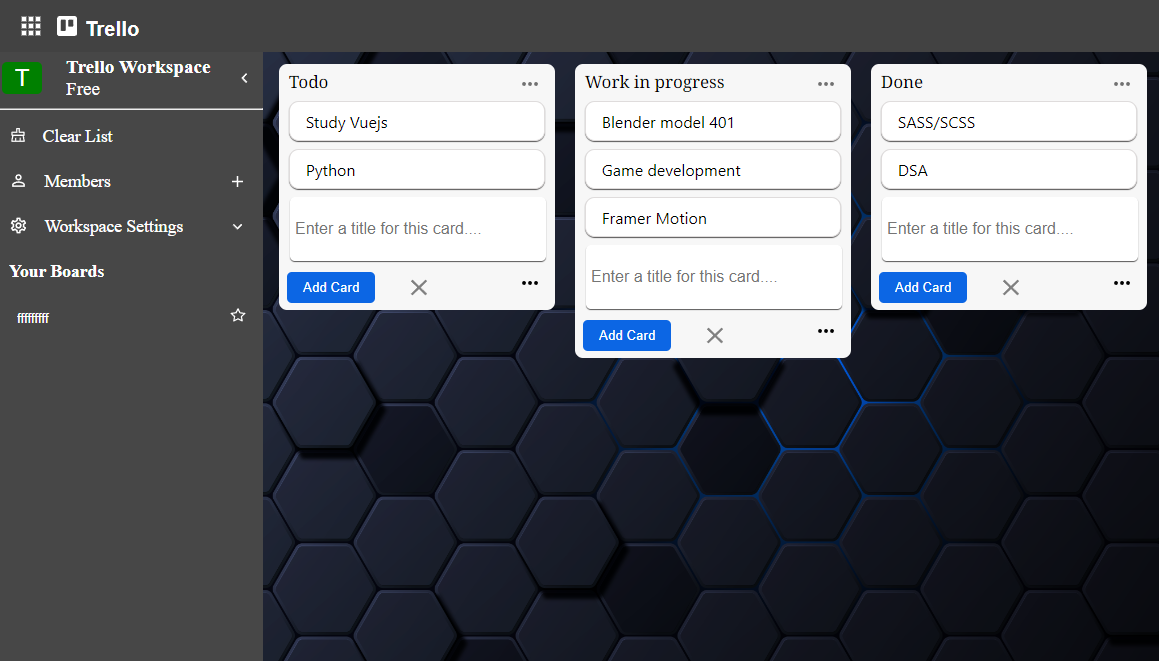 Trello
T
Trello Workspace
Free
Clear List
Members
Workspace Settings
Your Boards
ffffffff
Todo
Study Vuejs
Python
Enter a title for this card....
Add Card
Work in progress
Blender model 401
Game development
Framer Motion
Enter a title for this card....
Add Card
Done
SASS/SCSS
DSA
Enter a title for this card....
Add Card